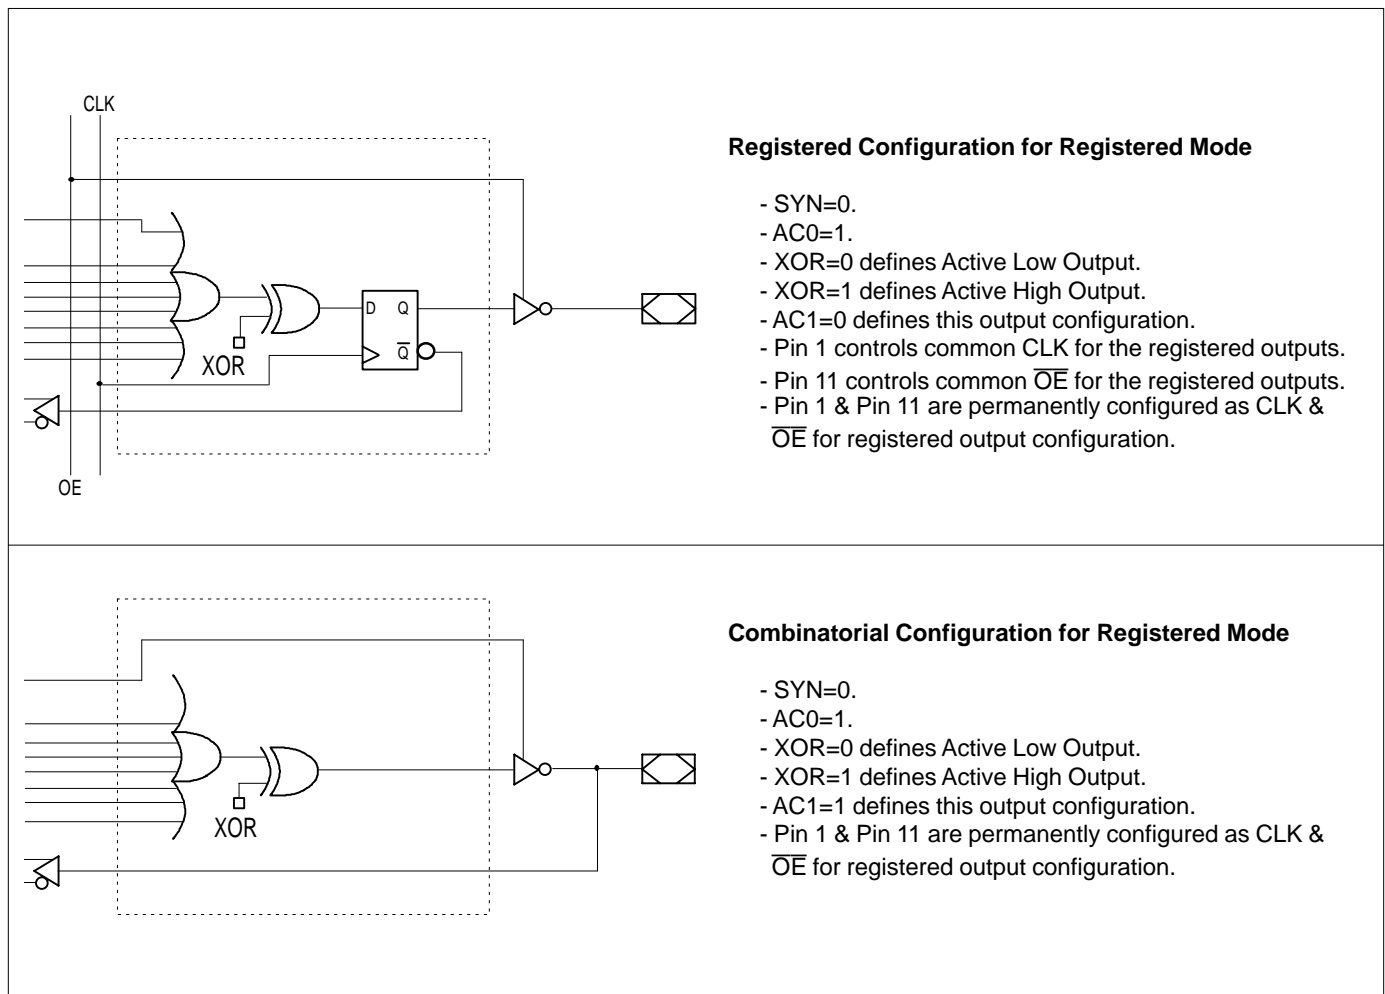 CLK
D Q
Q̅
XOR
OE
Registered Configuration for Registered Mode
- SYN=0.
- AC0=1.
- XOR=0 defines Active Low Output.
- XOR=1 defines Active High Output.
- AC1=0 defines this output configuration.
- Pin 1 controls common CLK for the registered outputs.
- Pin 11 controls common O̅E̅ for the registered outputs.
- Pin 1 & Pin 11 are permanently configured as CLK &
O̅E̅ for registered output configuration.
XOR
Combinatorial Configuration for Registered Mode
- SYN=0.
- AC0=1.
- XOR=0 defines Active Low Output.
- XOR=1 defines Active High Output.
- AC1=1 defines this output configuration.
- Pin 1 & Pin 11 are permanently configured as CLK &
O̅E̅ for registered output configuration.